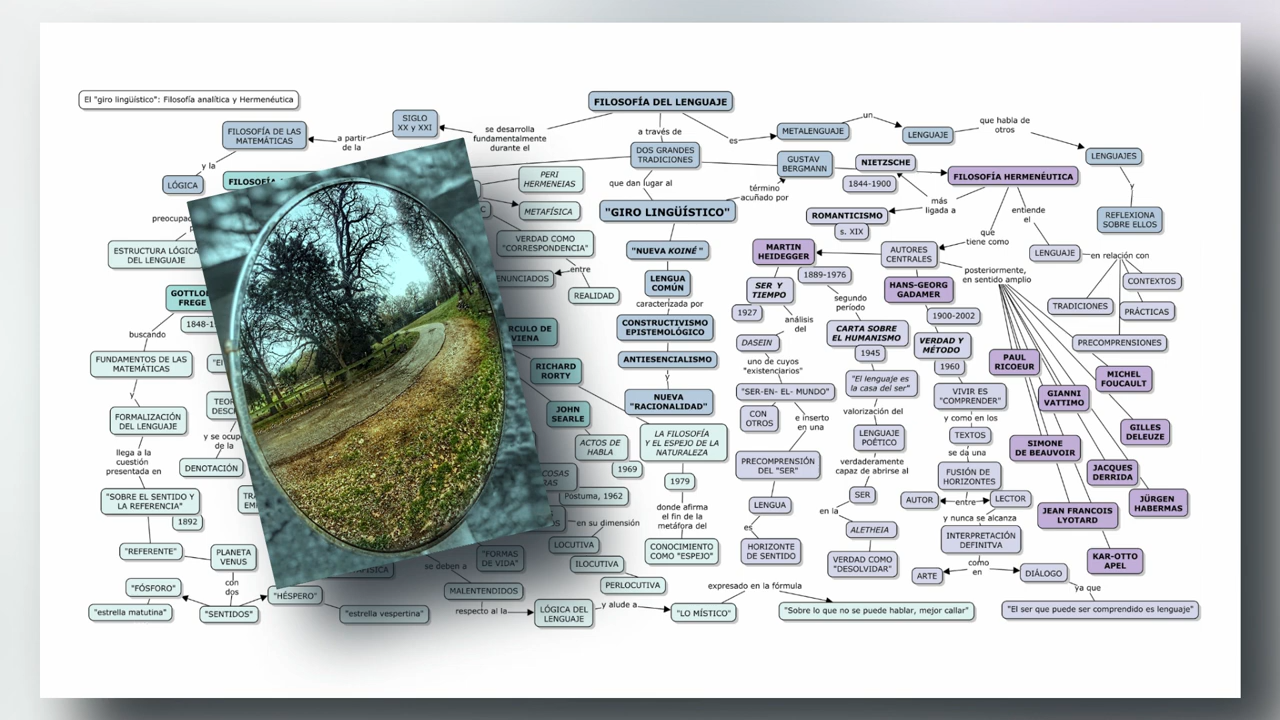 El "giro lingüístico": Filosofía analítica y Hermenéutica
FILOSOFÍA DEL LENGUAJE
SIGLO
XX y XXI
se desarrolla
fundamentalmente
durante el
a partir
de la
FILOSOFÍA DE LAS
MATEMÁTICAS
y la
LÓGICA
a través de
DOS GRANDES
TRADICIONES
es
METALENGUAJE
un
LENGUAJE
que habla de
otros
LENGUAJES
REFLEXIONA
SOBRE ELLOS
que dan lugar al
"GIRO LINGÜÍSTICO"
término
acuñado por
GUSTAV
BERGMANN
NIETZSCHE
1844-1900
FILOSOFÍA HERMENÉUTICA
más
ligada a
ROMANTICISMO
s. XIX
que
tiene como
entiende
el
LENGUAJE
en relación con
CONTEXTOS
TRADICIONES
PRÁCTICAS
PRECOMPRENSIONES
ESTRUCTURA LÓGICA
DEL LENGUAJE
GOTTLOB
FREGE
buscando
FUNDAMENTOS DE LAS
MATEMÁTICAS
FORMALIZACIÓN
DEL LENGUAJE
llega a la
cuestión
presentada en
"SOBRE EL SENTIDO Y
LA REFERENCIA"
1892
"REFERENTE"
PLANETA
VENUS
con
dos
"SENTIDOS"
"FÓSFORO"
"estrella matutina"
"HÉSPERO"
"estrella vespertina"
DENOTACIÓN
de la
PERI
HERMENEIAS
METAFÍSICA
VERDAD COMO
"CORRESPONDENCIA"
entre
ENUNCIADOS
REALIDAD
VIENA
RICHARD
RORTY
JOHN
SEARLE
ACTOS DE
HABLA
1969
Postuma, 1962
en su dimensión
LOCUTIVA
ILOCUTIVA
PERLOCUTIVA
"FORMAS
DE VIDA"
se deben a
MALENTENDIDOS
respecto al la
LÓGICA DEL
LENGUAJE
y alude a
"LO MÍSTICO"
expresado en la fórmula
"Sobre lo que no se puede hablar, mejor callar"
"NUEVA KOINÉ "
LENGUA
COMÚN
caracterizada por
CONSTRUCTIVISMO
EPISTEMOLÓGICO
ANTIESENCIALISMO
y
NUEVA
"RACIONALIDAD"
LA FILOSOFÍA
Y EL ESPEJO DE LA
NATURALEZA
1979
donde afirma
el fin de la
metáfora del
CONOCIMIENTO
COMO "ESPEJO"
AUTORES
CENTRALES
MARTIN
HEIDEGGER
1889-1976
SER Y
TIEMPO
1927
análisis
del
DASEIN
uno de cuyos
"existenciarios"
"SER-EN- EL- MUNDO"
CON
OTROS
e inserto
en una
PRECOMPRENSIÓN
DEL "SER"
LENGUA
es
HORIZONTE
DE SENTIDO
segundo
período
CARTA SOBRE
EL HUMANISMO
1945
"El lenguaje es
la casa del ser"
valorización del
LENGUAJE
POÉTICO
verdaderamente
capaz de abrirse al
SER
en la
ALETHEIA
VERDAD COMO
"DESOLVIDAR"
HANS-GEORG
GADAMER
1900-2002
VERDAD Y
MÉTODO
1960
VIVIR ES
"COMPRENDER"
y como en los
TEXTOS
se da una
FUSIÓN DE
HORIZONTES
AUTOR
entre
LECTOR
y nunca se alcanza
INTERPRETACIÓN
DEFINITVA
como
en
ARTE
DIÁLOGO
ya que
"El ser que puede ser comprendido es lenguaje"
posteriormente,
en sentido amplio
PAUL
RICOEUR
MICHEL
FOUCAULT
GIANNI
VATTIMO
GILLES
DELEUZE
SIMONE
DE BEAUVOIR
JACQUES
DERRIDA
JÜRGEN
HABERMAS
JEAN FRANCOIS
LYOTARD
KAR-OTTO
APEL